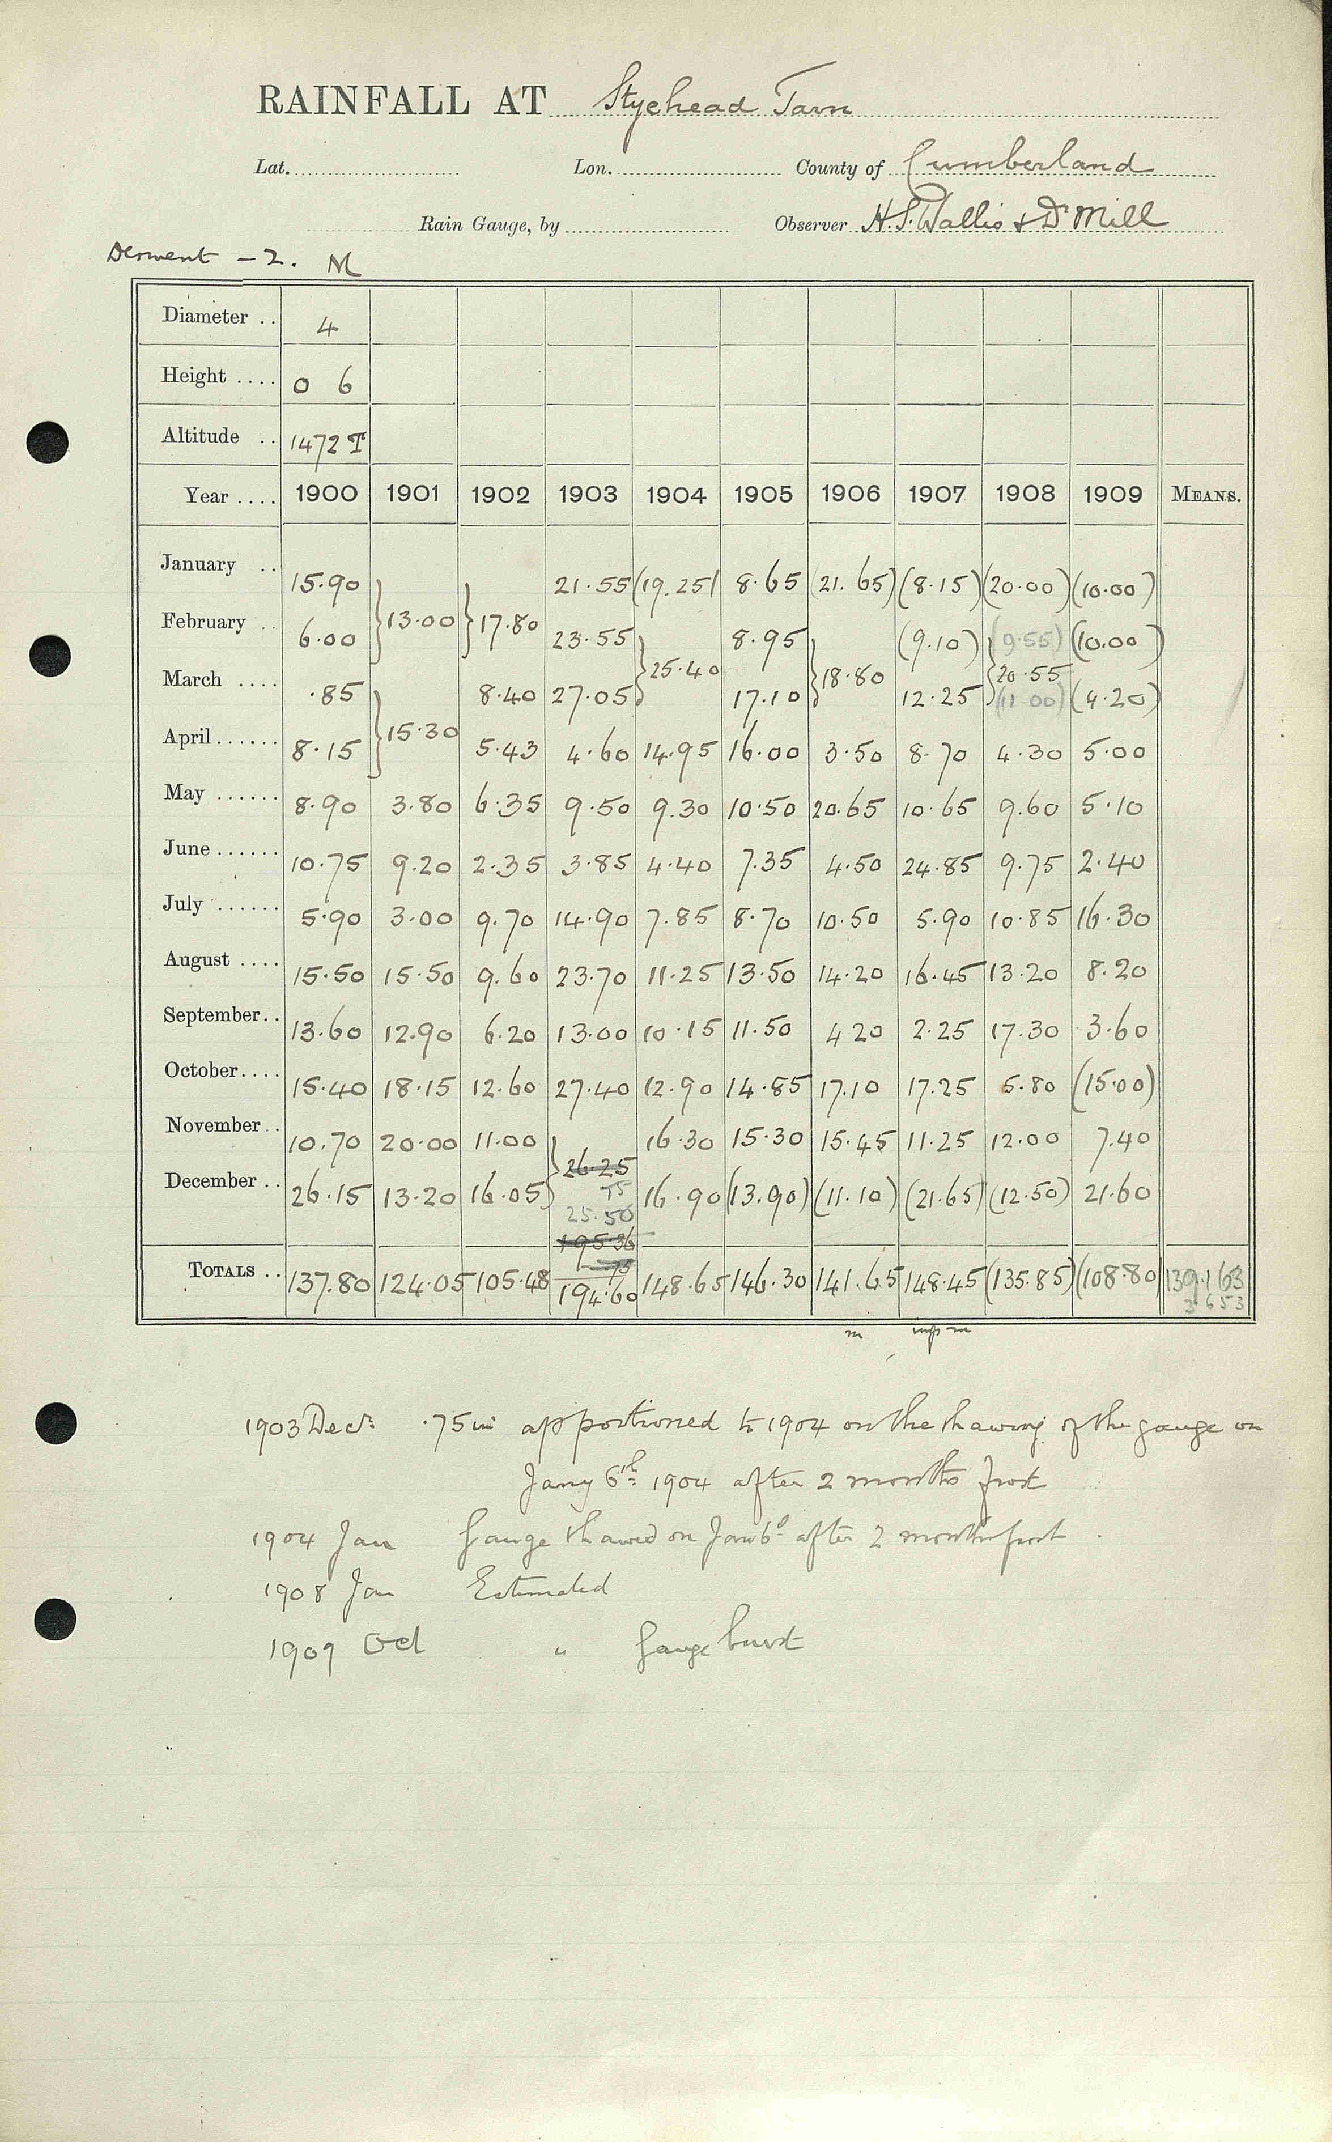 RAINFALL AT Styehead Tarn
Lat. Lon. County of Cumberland
Rain Gauge, by Observer H.S. Wallis & Dr Mill
Derwent – 2. M
Diameter .. 4
Height .... 0 6
Altitude .. 1472 T
Year .... 1900 1901 1902 1903 1904 1905 1906 1907 1908 1909 MEANS.
January .. 15.90 21.55 (19.25) 8.65 (21.65) (8.15) (20.00) (10.00)
February .. 6.00 } 13.00 } 17.80 23.55 8.95 (9.10) (9.55) (10.00)
March .... .85 8.40 27.05 } 25.40 17.10 } 18.80 12.25 } 20.55 (11.00) (4.20)
April...... 8.15 } 15.30 5.43 4.60 14.95 16.00 3.50 8.70 4.30 5.00
May ...... 8.90 3.80 6.35 9.50 9.30 10.50 20.65 10.65 9.60 5.10
June...... 10.75 9.20 2.35 3.85 4.40 7.35 4.50 24.85 9.75 2.40
July ...... 5.90 3.00 9.70 14.90 7.85 8.70 10.50 5.90 10.85 16.30
August .... 15.50 15.50 9.60 23.70 11.25 13.50 14.20 16.45 13.20 8.20
September.. 13.60 12.90 6.20 13.00 10.15 11.50 4 20 2.25 17.30 3.60
October.... 15.40 18.15 12.60 27.40 12.90 14.85 17.10 17.25 6.80 (15.00)
November.. 10.70 20.00 11.00 16.30 15.30 15.45 11.25 12.00 7.40
} 26.25
December .. 26.15 13.20 16.05 75 16.90 (13.90) (11.10) (21.65) (12.50) 21.60
25.50
195.36
75
TOTALS .. 137.80 124.05 105.48 194.60 148.65 146.30 141.65 148.45 (135.85) (108.80) 139.163
m
1903 Decr. .75 in apportioned to 1904 on the thawing of the gauge on
Jany 6th 1904 after 2 months frost
1904 Jan Gauge thawed on Jan 6th after 2 months frost
1908 Jan Estimated
1909 Oct " Gauge burst